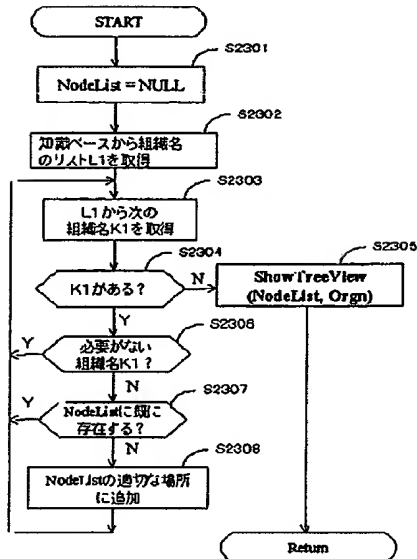 START
S2301
NodeList = NULL
S2302
知識ベースから組織名
のリストL1を取得
S2303
L1から次の
組織名K1を取得
S2304
K1がある？
N
S2305
ShowTreeView
(NodeList, Orgn)
Y
S2306
必要がない
組織名K1？
Y
N
S2307
NodeListに既に
存在する？
Y
N
S2308
NodeListの適切な場所
に追加
Return